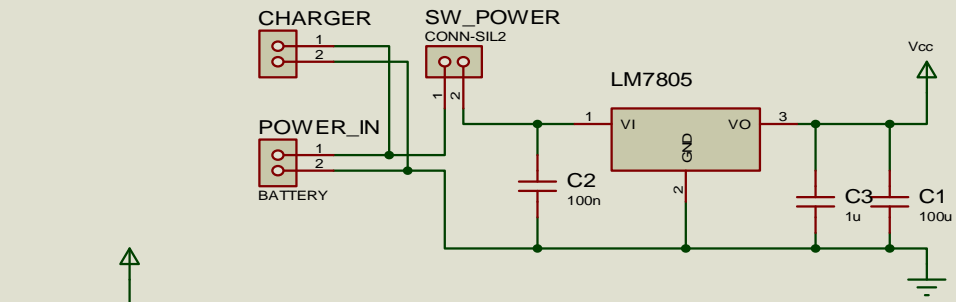 CHARGER
1
2
SW_POWER
CONN-SIL2
1
2
LM7805
Vcc
1
VI
VO
3
GND
2
POWER_IN
1
2
BATTERY
C2
100n
C3
1u
C1
100u